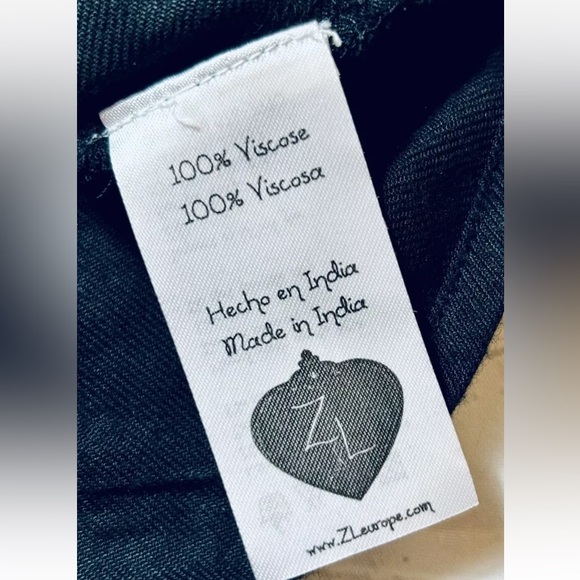 100% Viscose
100% Viscosa
Hecho en India
Made in India
ZL
www.ZLeurope.com